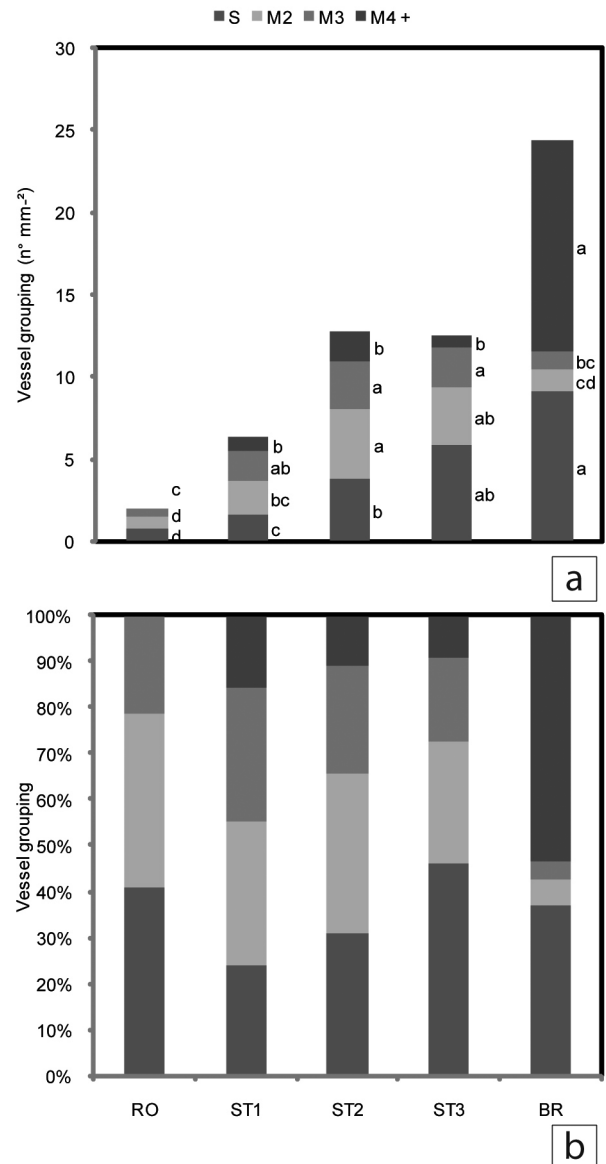 S M2 M3 M4 +
30
25
20
15
10
5
0
Vessel grouping (n° mm-²)
c
d
d
b
ab
bc
c
b
a
a
b
b
a
ab
ab
a
bc
cd
a
a
100%
90%
80%
70%
60%
50%
40%
30%
20%
10%
0%
Vessel grouping
RO ST1 ST2 ST3 BR
b